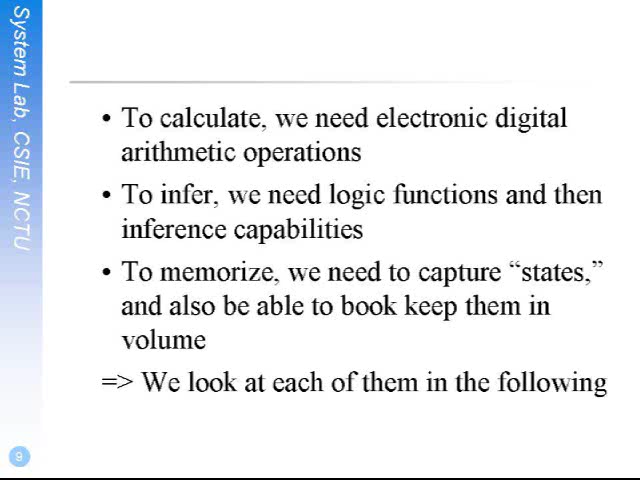 System Lab, CSIE, NCTU
• To calculate, we need electronic digital
arithmetic operations
• To infer, we need logic functions and then
inference capabilities
• To memorize, we need to capture “states,”
and also be able to book keep them in
volume
=> We look at each of them in the following
9